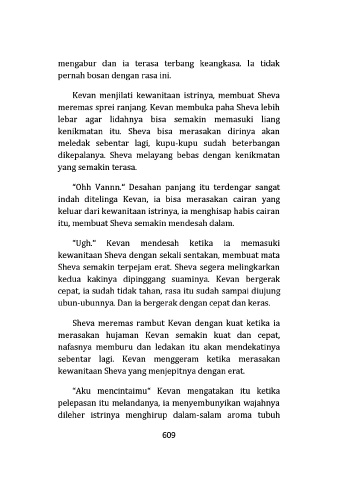 mengabur dan ia terasa terbang keangkasa. Ia tidak
pernah bosan dengan rasa ini.
Kevan menjilati kewanitaan istrinya, membuat Sheva
meremas sprei ranjang. Kevan membuka paha Sheva lebih
lebar agar lidahnya bisa semakin memasuki liang
kenikmatan itu. Sheva bisa merasakan dirinya akan
meledak sebentar lagi, kupu-kupu sudah beterbangan
dikepalanya. Sheva melayang bebas dengan kenikmatan
yang semakin terasa.
"Ohh Vannn." Desahan panjang itu terdengar sangat
indah ditelinga Kevan, ia bisa merasakan cairan yang
keluar dari kewanitaan istrinya, ia menghisap habis cairan
itu, membuat Sheva semakin mendesah dalam.
"Ugh." Kevan mendesah ketika ia memasuki
kewanitaan Sheva dengan sekali sentakan, membuat mata
Sheva semakin terpejam erat. Sheva segera melingkarkan
kedua kakinya dipinggang suaminya. Kevan bergerak
cepat, ia sudah tidak tahan, rasa itu sudah sampai diujung
ubun-ubunnya. Dan ia bergerak dengan cepat dan keras.
Sheva meremas rambut Kevan dengan kuat ketika ia
merasakan hujaman Kevan semakin kuat dan cepat,
nafasnya memburu dan ledakan itu akan mendekatinya
sebentar lagi. Kevan menggeram ketika merasakan
kewanitaan Sheva yang menjepitnya dengan erat.
"Aku mencintaimu" Kevan mengatakan itu ketika
pelepasan itu melandanya, ia menyembunyikan wajahnya
dileher istrinya menghirup dalam-salam aroma tubuh
609